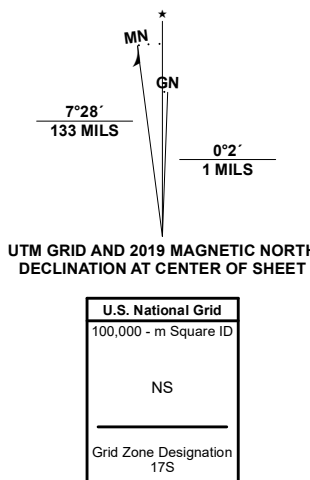 ★
MN
GN
7°28´
133 MILS
0°2´
1 MILS
UTM GRID AND 2019 MAGNETIC NORTH
DECLINATION AT CENTER OF SHEET
U.S. National Grid
100,000 - m Square ID
NS
Grid Zone Designation
17S